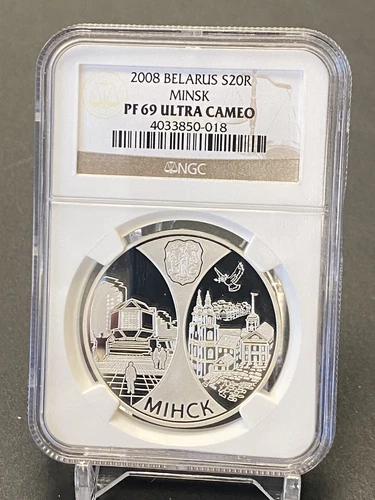 2008 BELARUS S20R
MINSK
PF 69 ULTRA CAMEO
4033850-018
NGC
МІНСК